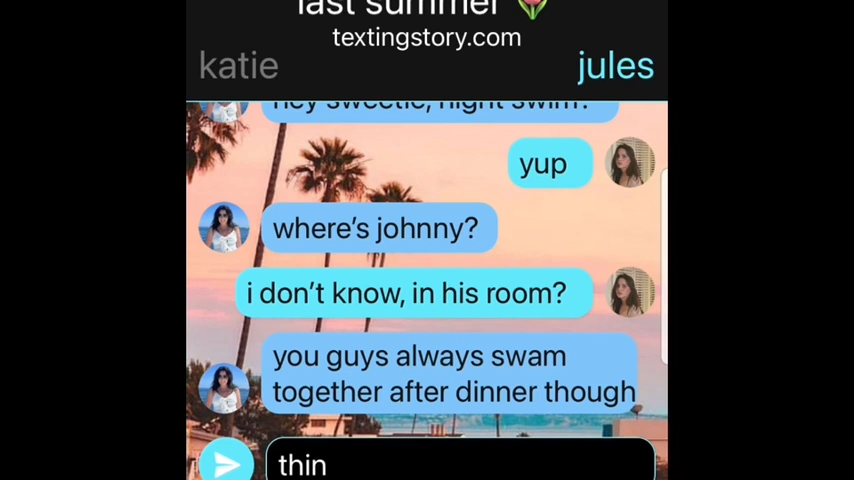 last summer 🌷
textingstory.com
katie
jules
hey sweetie, night swim?
yup
where's johnny?
i don't know, in his room?
you guys always swam
together after dinner though
thin